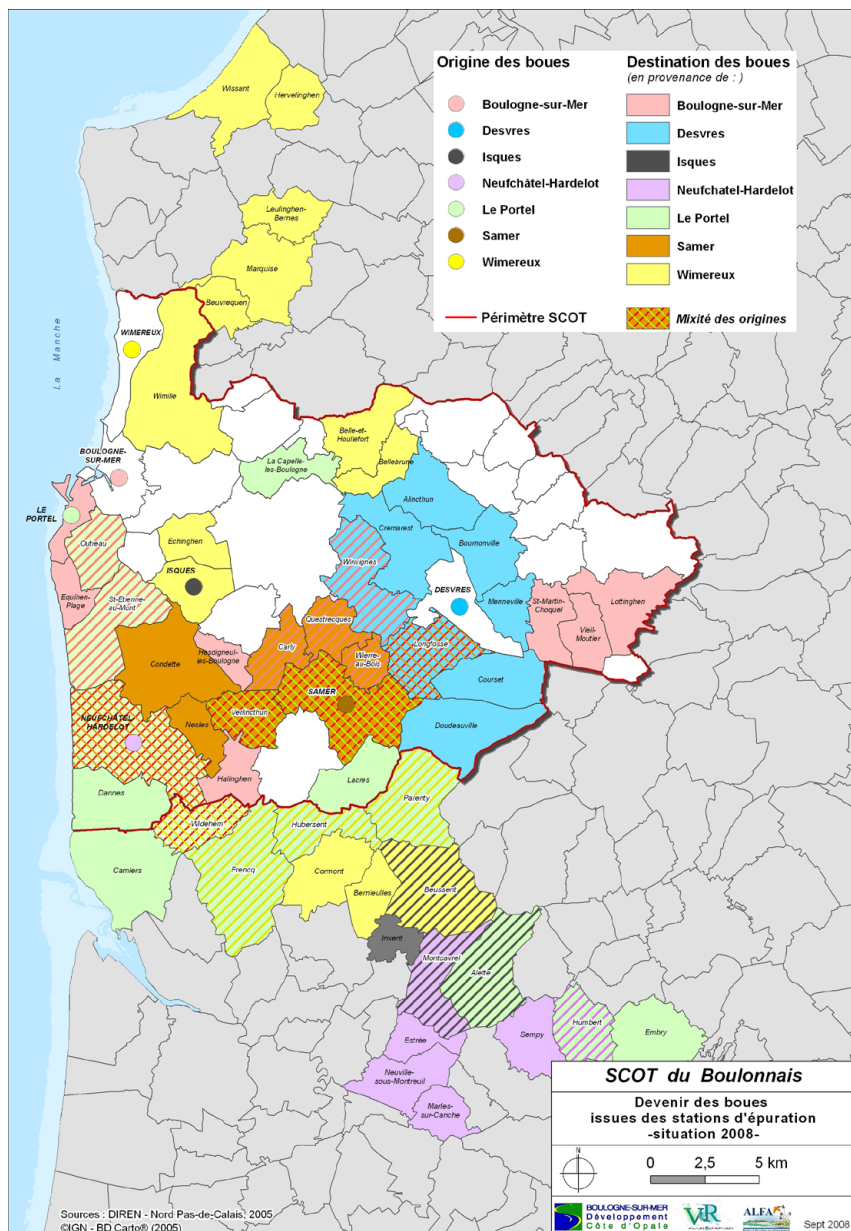 Origine des boues
Boulogne-sur-Mer
Desvres
Isques
Neufchâtel-Hardelot
Le Portel
Samer
Wimereux
Périmètre SCOT
Destination des boues
(en provenance de : )
Boulogne-sur-Mer
Desvres
Isques
Neufchatel-Hardelot
Le Portel
Samer
Wimereux
Mixité des origines
Wissant
Hervelinghen
Leulinghen-
Bernes
Marquise
Beuvrequen
La Manche
WIMEREUX
Wimille
BOULOGNE-
SUR-MER
La Capelle-
les-Boulogne
Belle-et-
Houllefort
Bellebrune
LE
PORTEL
Outreau
Echinghen
ISQUES
Alincthun
Cremarest
Bournonville
Wirwignes
DESVRES
Menneville
St-Martin-
Choquel
Lottinghen
Vieil-
Moutier
Equihen-
Plage
St-Etienne-
au-Mont
Questrecques
Carly
Wierre-
au-Bois
Longfosse
Hesdigneul-
les-Boulogne
Condette
Courset
SAMER
Verlincthun
Nesles
Doudeauville
NEUFCHÂTEL
HARDELOT
Halinghen
Lacres
Dannes
Parenty
Widehem
Hubersent
Camiers
Frencq
Cormont
Bernieulles
Beussent
Inxent
Montcavrel
Alette
Estrée
Sempy
Humbert
Embry
Neuville-
sous-Montreuil
Marles-
sur-Canche
SCOT du Boulonnais
Devenir des boues
issues des stations d'épuration
-situation 2008-
N
0 2,5 5 km
BOULOGNE-SUR-MER
Développement
Côte d'Opale
ALFA
Sept 2008
Sources : DIREN - Nord Pas-de-Calais, 2005
©IGN - BD Carto® (2005)